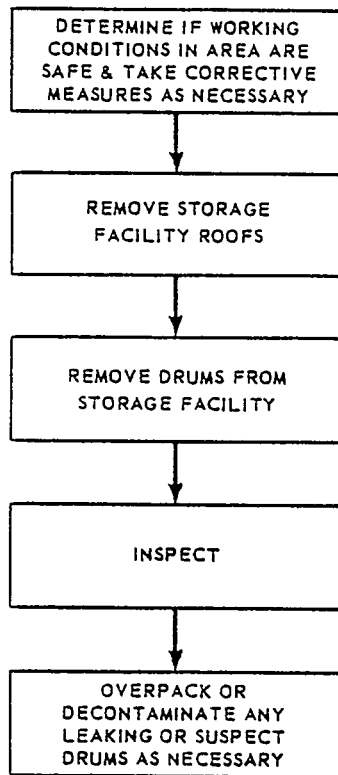 DETERMINE IF WORKING
CONDITIONS IN AREA ARE
SAFE & TAKE CORRECTIVE
MEASURES AS NECESSARY
REMOVE STORAGE
FACILITY ROOFS
REMOVE DRUMS FROM
STORAGE FACILITY
INSPECT
OVERPACK OR
DECONTAMINATE ANY
LEAKING OR SUSPECT
DRUMS AS NECESSARY